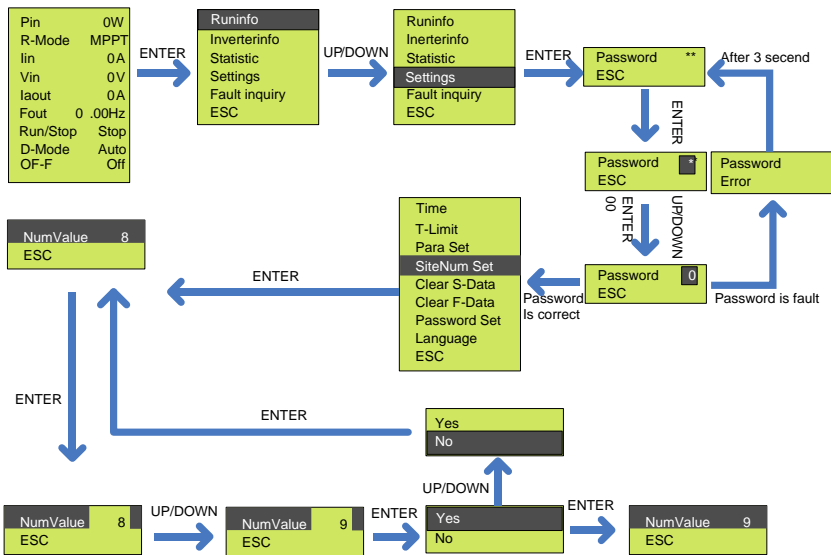 Pin 0W
R-Mode MPPT
Iin 0A
Vin 0V
Iaout 0A
Fout 0 .00Hz
Run/Stop Stop
D-Mode Auto
OF-F Off
ENTER
Runinfo
Inverterinfo
Statistic
Settings
Fault inquiry
ESC
UP/DOWN
Runinfo
Inerterinfo
Statistic
Settings
Fault inquiry
ESC
ENTER
Password **
ESC
After 3 secend
ENTER
Password *
ESC
Password
Error
UP/DOWN
ENTER
00
Password 0
ESC
Password is fault
Password
Is correct
Time
T-Limit
Para Set
SiteNum Set
Clear S-Data
Clear F-Data
Password Set
Language
ESC
ENTER
NumValue 8
ESC
ENTER
ENTER
Yes
No
UP/DOWN
NumValue 8
ESC
UP/DOWN
NumValue 9
ESC
ENTER
Yes
No
ENTER
NumValue 9
ESC